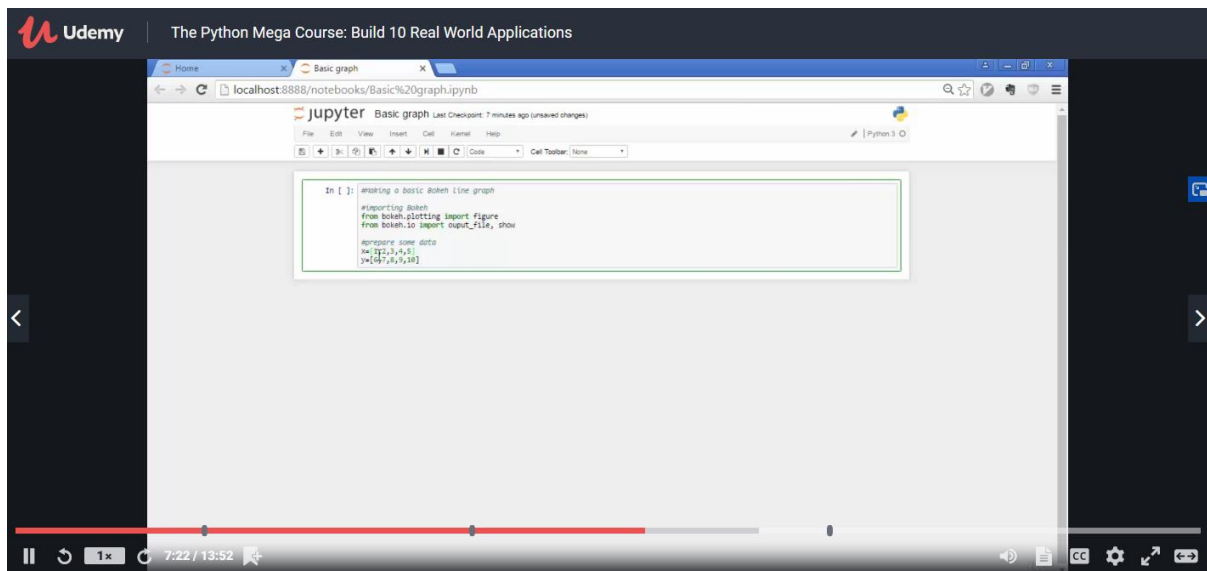 Udemy
The Python Mega Course: Build 10 Real World Applications
Home
Basic graph
localhost:8888/notebooks/Basic%20graph.ipynb
jupyter Basic graph Last Checkpoint: 7 minutes ago (unsaved changes)
File Edit View Insert Cell Kernel Help
Python 3
Code
Cell Toolbar: None
In [ ]: #making a basic Bokeh line graph
#importing Bokeh
from bokeh.plotting import figure
from bokeh.io import ouput_file, show
#prepare some data
x=[1,2,3,4,5]
y=[6,7,8,9,10]
1x
7:22 / 13:52
CC